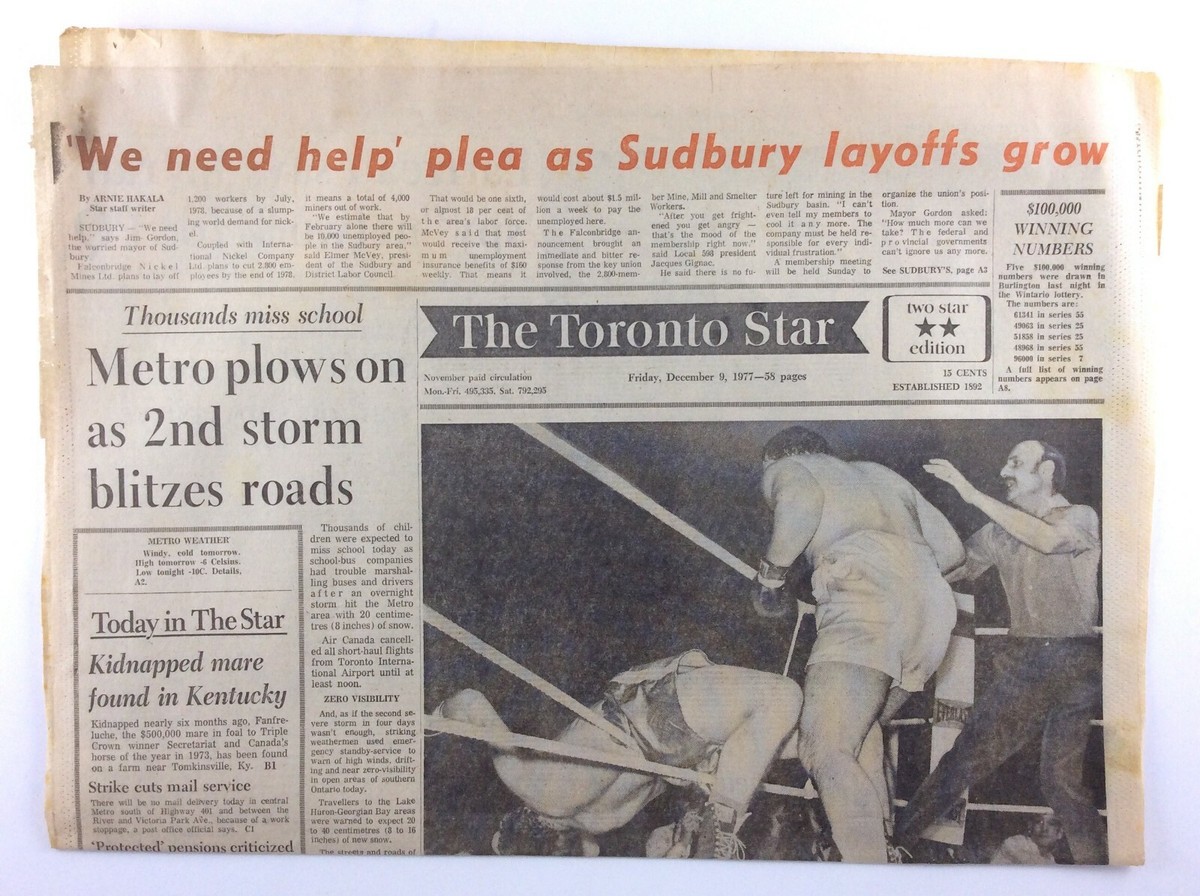 'We need help' plea as Sudbury layoffs grow
By ARNIE HAKALA
Star staff writer
SUDBURY — "We need
help," says Jim Gordon,
the worried mayor of Sud-
bury.
Falconbridge Nickel
Mines Ltd. plans to lay off
1,200 workers by July,
1978, because of a slump-
ing world demand for nick-
el.
Coupled with Interna-
tional Nickel Company
Ltd. plans to cut 2,800 em-
ployees by the end of 1978,
it means a total of 4,000
miners out of work.
"We estimate that by
February alone there will
be 16,000 unemployed peo-
ple in the Sudbury area,"
said Elmer McVey, presi-
dent of the Sudbury and
District Labor Council.
That would be one sixth,
or almost 18 per cent of
the area's labor force.
McVey said that most
would receive the maxi-
mum unemployment
insurance benefits of $160
weekly. That means it
would cost about $1.5 mil-
lion a week to pay the
unemployed here.
The Falconbridge an-
nouncement brought an
immediate and bitter re-
sponse from the key union
involved, the 2,800-mem-
ber Mine, Mill and Smelter
Workers.
"After you get fright-
ened you get angry —
that's the mood of the
membership right now,"
said Local 598 president
Jacques Gignac.
He said there is no fu-
ture left for mining in the
Sudbury basin. "I can't
even tell my members to
cool it any more. The
company must be held re-
sponsible for every indi-
vidual frustration."
A membership meeting
will be held Sunday to
organize the union's posi-
tion.
Mayor Gordon asked:
"How much more can we
take? The federal and
provincial governments
can't ignore us any more.
See SUDBURY'S, page A3
$100,000
WINNING
NUMBERS
Five $100,000 winning
numbers were drawn in
Burlington last night in
the Wintario lottery.
The numbers are:
61341 in series 55
49063 in series 25
51858 in series 25
48968 in series 55
96000 in series 7
A full list of winning
numbers appears on page
A8.
Thousands miss school
Metro plows on
as 2nd storm
blitzes roads
The Toronto Star
two star
★★
edition
November paid circulation
Mon.-Fri. 495,335, Sat. 792,295
Friday, December 9, 1977—58 pages
15 CENTS
ESTABLISHED 1892
METRO WEATHER
Windy, cold tomorrow.
High tomorrow -6 Celsius.
Low tonight -10C. Details,
A2.
Today in The Star
Kidnapped mare
found in Kentucky
Kidnapped nearly six months ago, Fanfre-
luche, the $500,000 mare in foal to Triple
Crown winner Secretariat and Canada's
horse of the year in 1973, has been found
on a farm near Tomkinsville, Ky. B1
Strike cuts mail service
There will be no mail delivery today in central
Metro south of Highway 401 and between the
River and Victoria Park Ave., because of a work
stoppage, a post office official says. C1
'Protected' pensions criticized
Thousands of chil-
dren were expected to
miss school today as
school-bus companies
had trouble marshal-
ling buses and drivers
after an overnight
storm hit the Metro
area with 20 centime-
tres (8 inches) of snow.
Air Canada cancell-
ed all short-haul flights
from Toronto Interna-
tional Airport until at
least noon.
ZERO VISIBILITY
And, as if the second se-
vere storm in four days
wasn't enough, striking
weathermen used emer-
gency standby-service to
warn of high winds, drift-
ing and near zero-visibility
in open areas of southern
Ontario today.
Travellers to the Lake
Huron-Georgian Bay areas
were warned to expect 20
to 40 centimetres (8 to 16
inches) of new snow.
The streets and roads of
EVERLAST